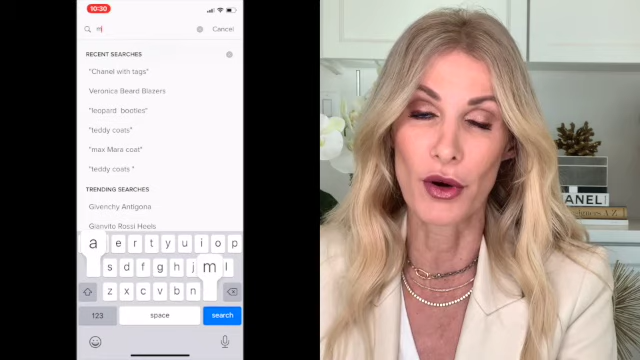 10:30
m
Cancel
RECENT SEARCHES
"Chanel with tags"
Veronica Beard Blazers
"leopard booties"
"teddy coats"
"max Mara coat"
"teddy coats "
TRENDING SEARCHES
Givenchy Antigona
Gianvito Rossi Heels
a e r t y u i o p
s d f g h j m l
z x c v b n
123 space search
ANEL